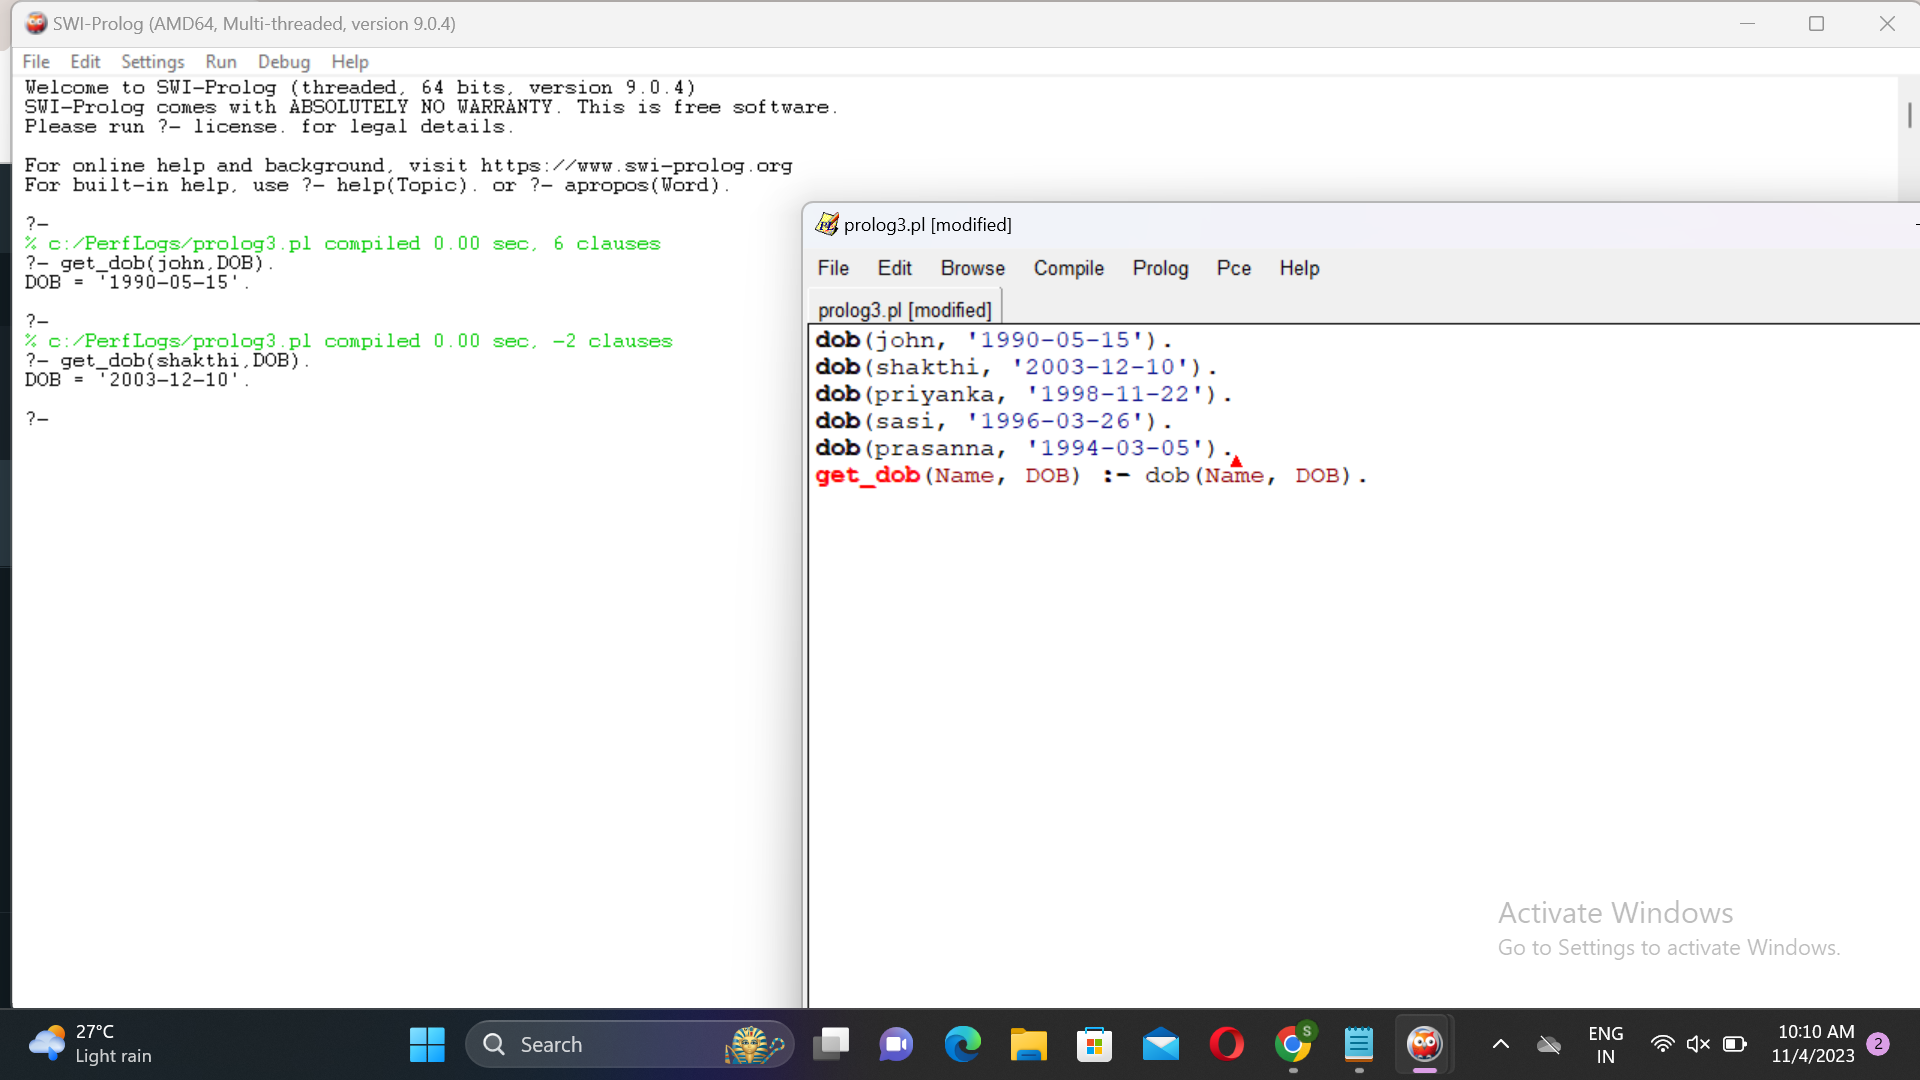 SWI-Prolog (AMD64, Multi-threaded, version 9.0.4)
File Edit Settings Run Debug Help
Welcome to SWI-Prolog (threaded, 64 bits, version 9.0.4)
SWI-Prolog comes with ABSOLUTELY NO WARRANTY. This is free software.
Please run ?- license. for legal details.
For online help and background, visit https://www.swi-prolog.org
For built-in help, use ?- help(Topic). or ?- apropos(Word).
?-
% c:/PerfLogs/prolog3.pl compiled 0.00 sec, 6 clauses
?- get_dob(john,DOB).
DOB = '1990-05-15'.
?-
% c:/PerfLogs/prolog3.pl compiled 0.00 sec, -2 clauses
?- get_dob(shakthi,DOB).
DOB = '2003-12-10'.
?-
prolog3.pl [modified]
File Edit Browse Compile Prolog Pce Help
prolog3.pl [modified]
dob(john, '1990-05-15').
dob(shakthi, '2003-12-10').
dob(priyanka, '1998-11-22').
dob(sasi, '1996-03-26').
dob(prasanna, '1994-03-05').
get_dob(Name, DOB) :- dob(Name, DOB).
Activate Windows
Go to Settings to activate Windows.
27°C
Light rain
Search
S
ENG
IN
10:10 AM
11/4/2023
2